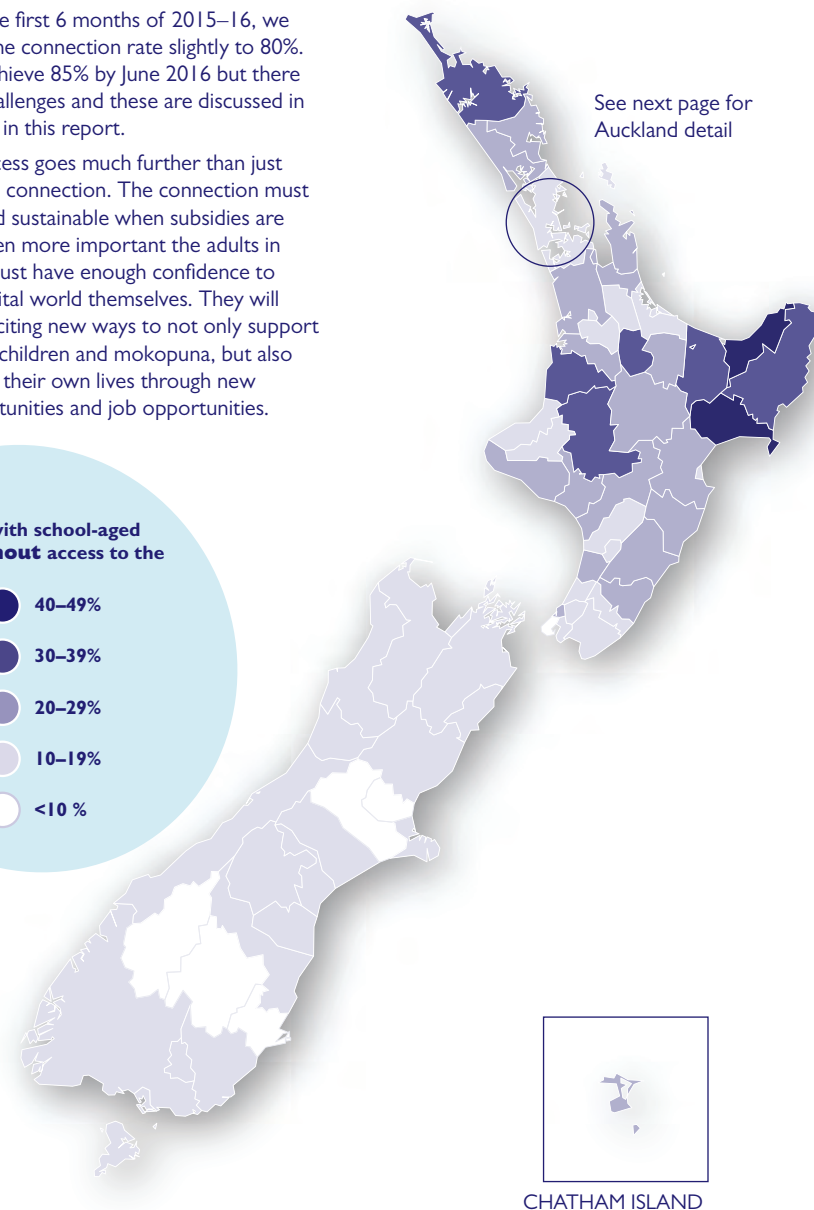 e first 6 months of 2015–16, we
ne connection rate slightly to 80%.
chieve 85% by June 2016 but there
allenges and these are discussed in
in this report.
cess goes much further than just
connection. The connection must
d sustainable when subsidies are
en more important the adults in
ust have enough confidence to
ital world themselves. They will
citing new ways to not only support
children and mokopuna, but also
their own lives through new
tunities and job opportunities.
See next page for
Auckland detail
with school-aged
hout access to the
40–49%
30–39%
20–29%
10–19%
<10 %
CHATHAM ISLAND